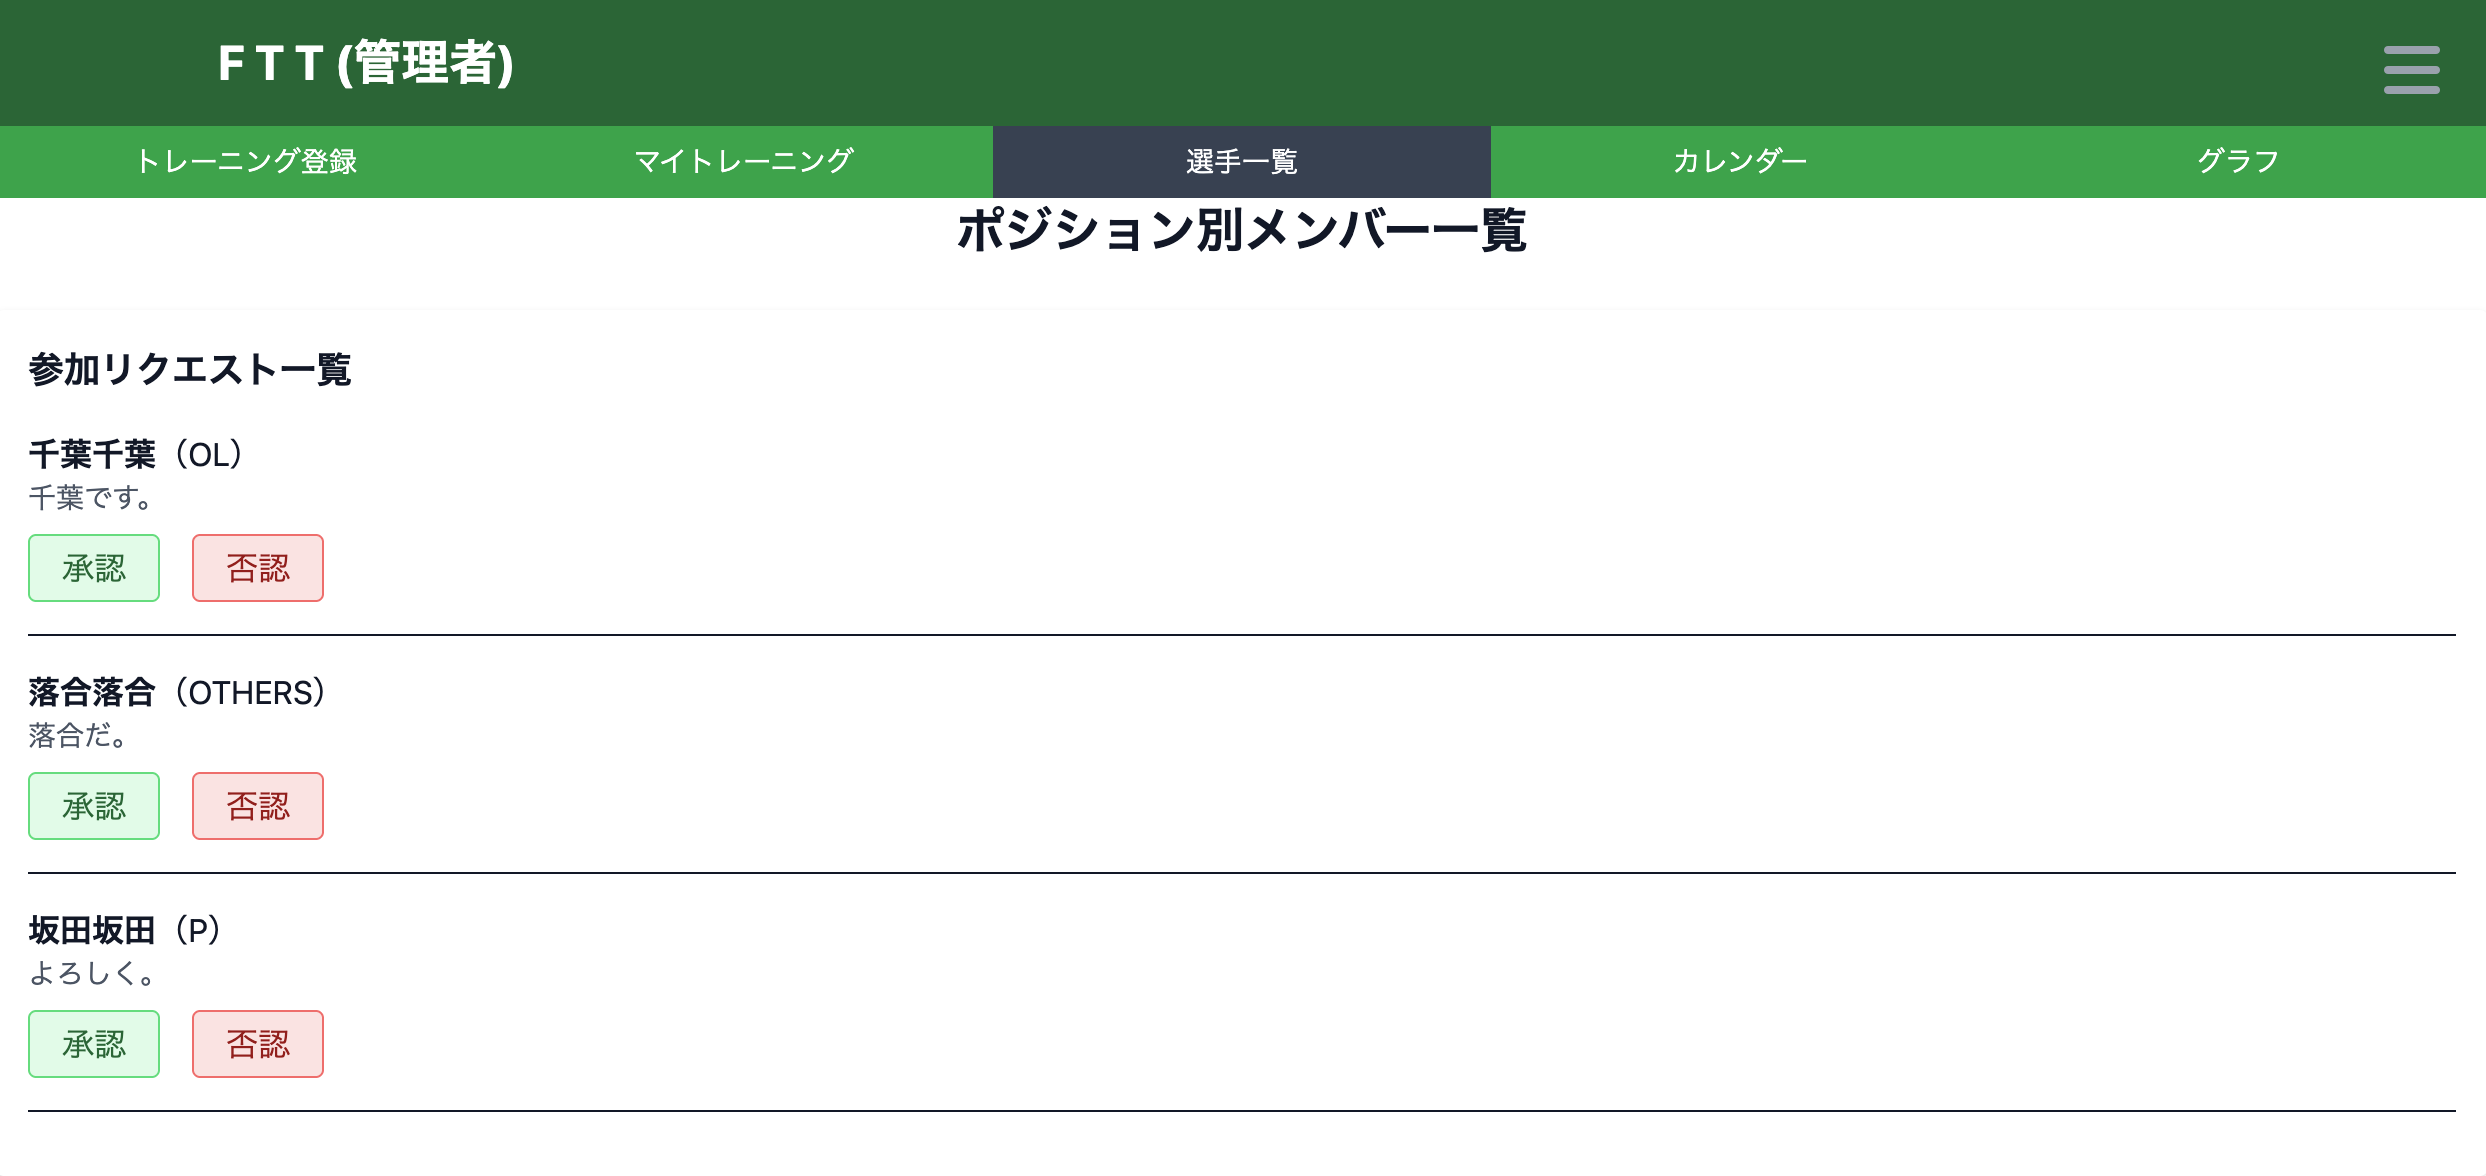 FTT (管理者)
トレーニング登録 マイトレーニング 選手一覧 カレンダー グラフ
ポジション別メンバー一覧
参加リクエスト一覧
千葉千葉（OL）
千葉です。
承認 否認
落合落合（OTHERS）
落合だ。
承認 否認
坂田坂田（P）
よろしく。
承認 否認